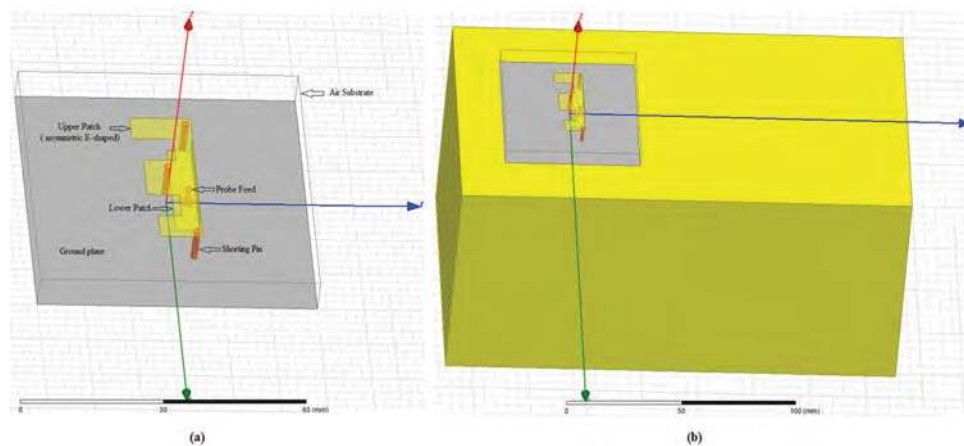 Air Substrate
Upper Patch
( asymmetric E-shaped)
Probe Feed
Lower Patch
Ground plane
Shorting Pin
0 30 60 (mm)
0 50 100 (mm)
(a) (b)